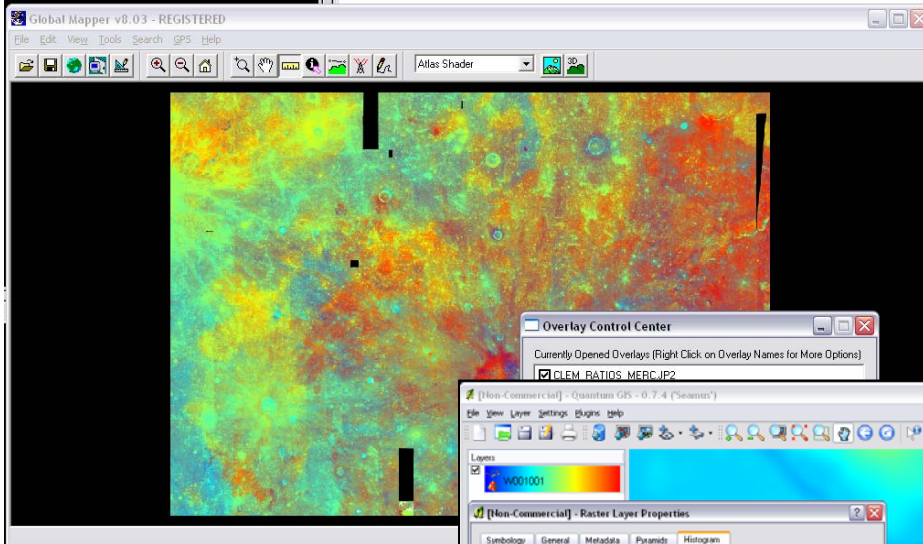 Global Mapper v8.03 - REGISTERED
File Edit View Tools Search GPS Help
Atlas Shader
3D
Overlay Control Center
Currently Opened Overlays (Right Click on Overlay Names for More Options)
CLEM_RATIOS_MERC.JP2
[Non-Commercial] - Quantum GIS - 0.7.4 ('Seamus')
File View Layer Settings Plugins Help
Layers
W001001
[Non-Commercial] - Raster Layer Properties
Symbology General Metadata Pyramids Histogram